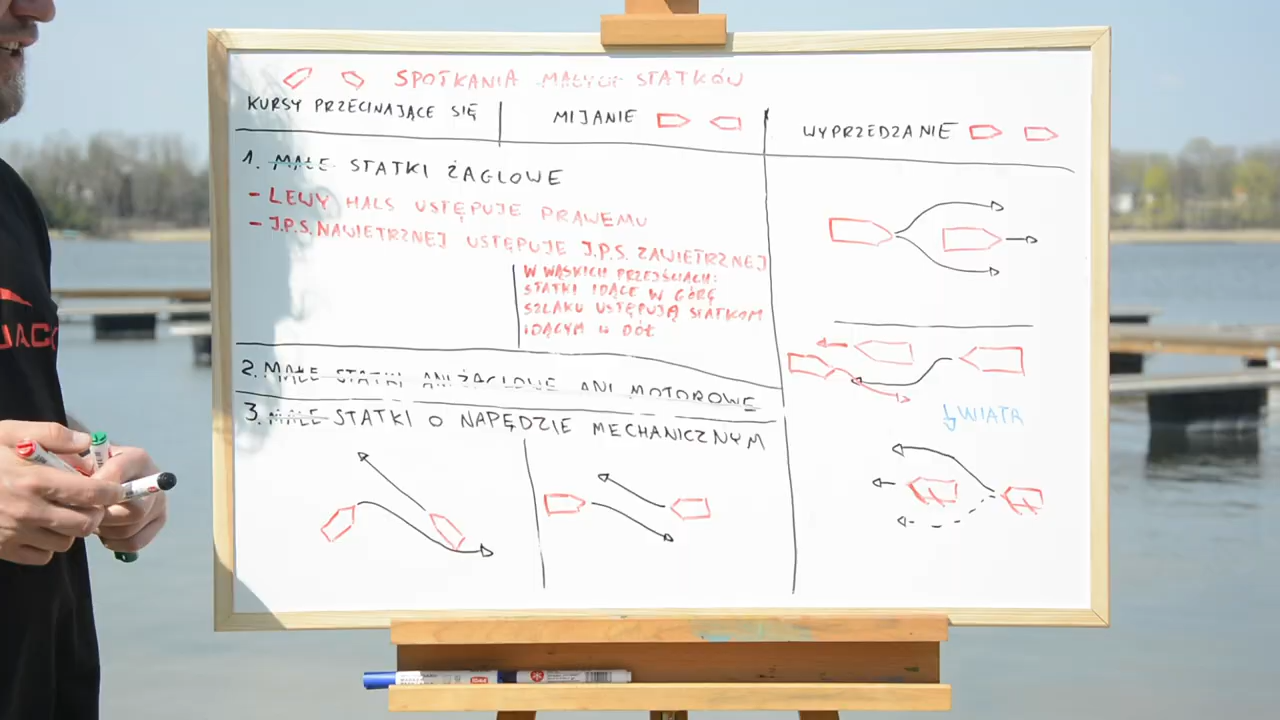 SPOTKANIA MAŁYCH STATKÓW
KURSY PRZECINAJĄCE SIĘ
MIJANIE
WYPRZEDZANIE
1. MAŁE STATKI ŻAGLOWE
- LEWY HALS USTĘPUJE PRAWEMU
- J.P.S. NAWIETRZNEJ USTĘPUJE J.P.S. ZAWIETRZNEJ
W WĄSKICH PRZEJŚCIACH:
STATKI IDĄCE W GÓRĘ
SZLAKU USTĘPUJĄ STATKOM
IDĄCYM W DÓŁ
2. MAŁE STATKI ANI ŻAGLOWE ANI MOTOROWE
3. MAŁE STATKI O NAPĘDZIE MECHANICZNYM
WIATR